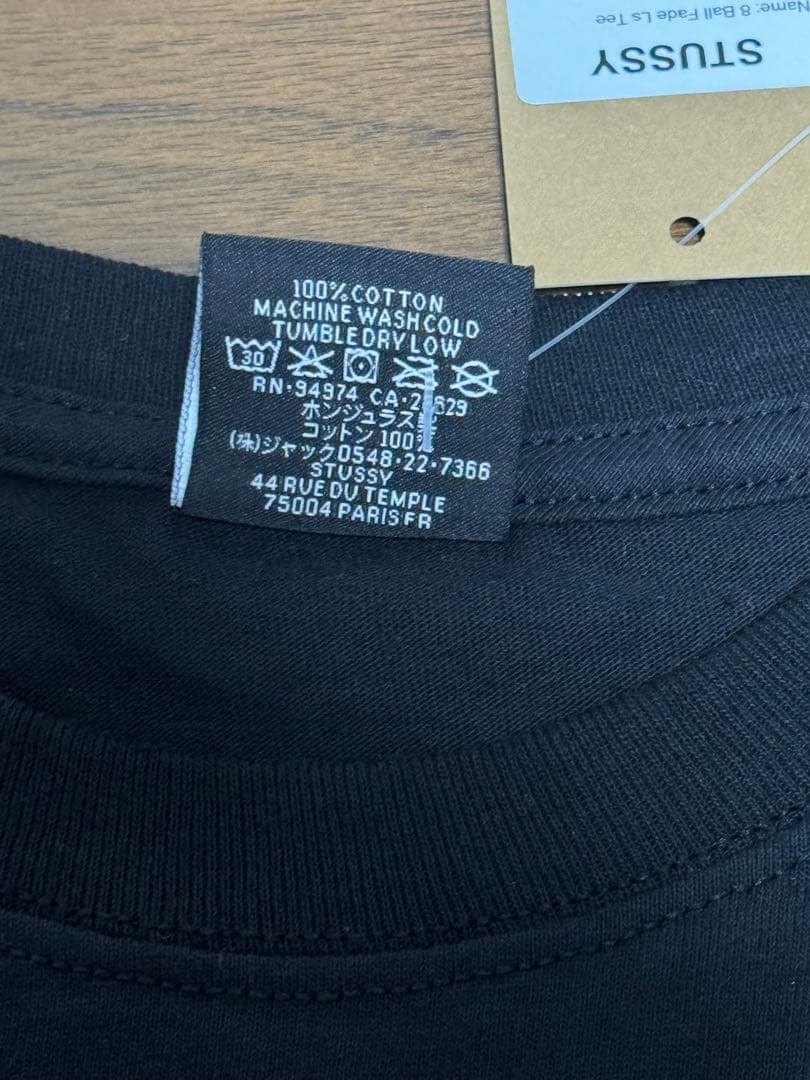 Name: 8 Ball Fade Ls Tee
STUSSY
100% COTTON
MACHINE WASH COLD
TUMBLE DRY LOW
30
RN·94974 CA
ホンジュラス製
コットン 100%
(株)ジャック0548·22·7366
STUSSY
44 RUE DU TEMPLE
75004 PARIS FR